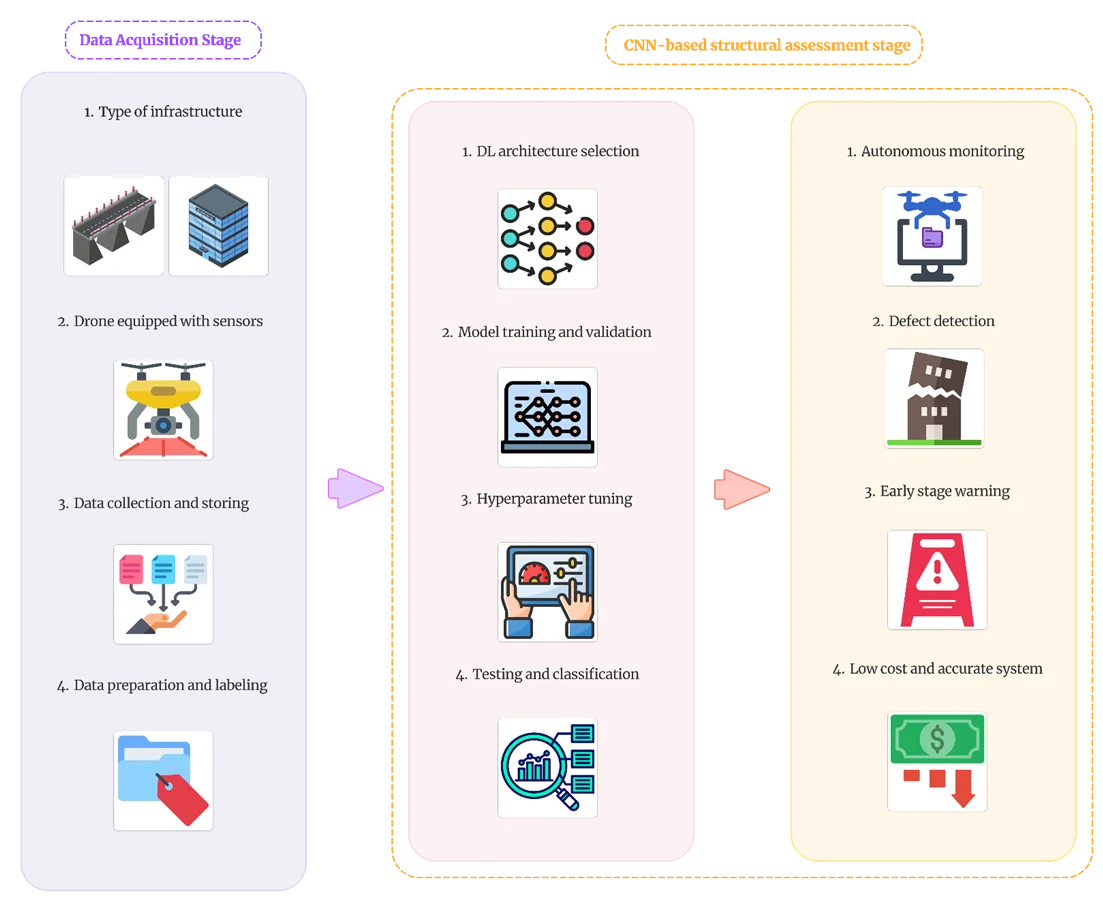 Data Acquisition Stage
1. Type of infrastructure
2. Drone equipped with sensors
3. Data collection and storing
4. Data preparation and labeling
CNN-based structural assessment stage
1. DL architecture selection
2. Model training and validation
3. Hyperparameter tuning
4. Testing and classification
1. Autonomous monitoring
2. Defect detection
3. Early stage warning
4. Low cost and accurate system